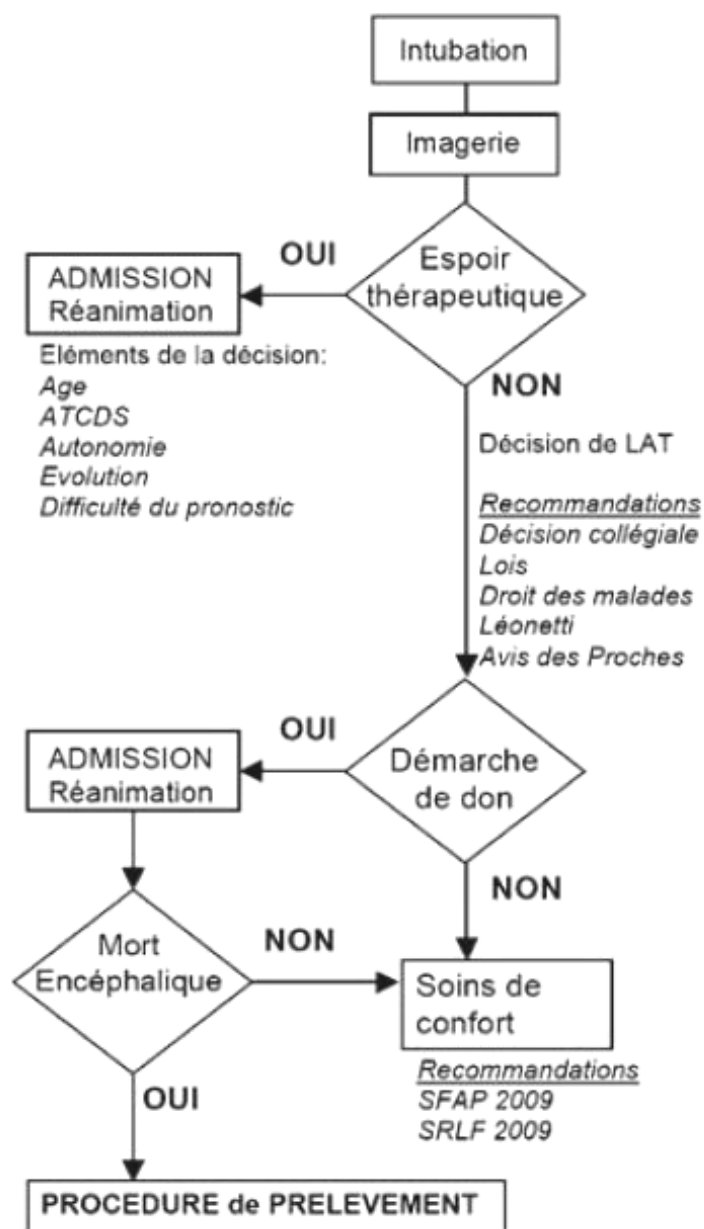 Intubation
Imagerie
Espoir
thérapeutique
OUI
ADMISSION
Réanimation
Eléments de la décision:
Age
ATCDS
Autonomie
Evolution
Difficulté du pronostic
NON
Décision de LAT
Recommandations
Décision collégiale
Lois
Droit des malades
Léonetti
Avis des Proches
Démarche
de don
OUI
ADMISSION
Réanimation
NON
Mort
Encéphalique
NON
Soins de
confort
Recommandations
SFAP 2009
SRLF 2009
OUI
PROCEDURE de PRELEVEMENT